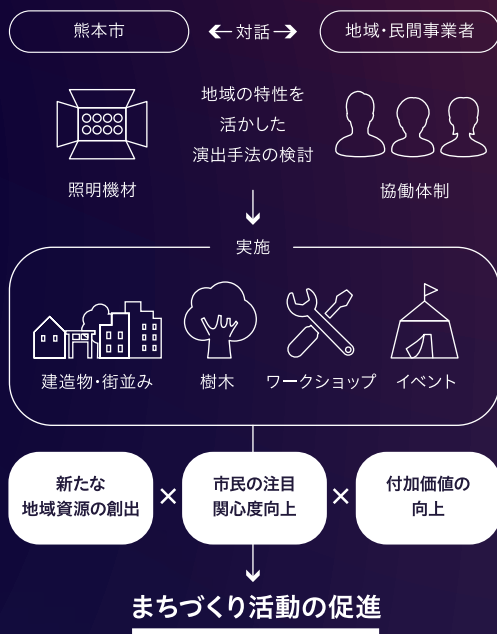 熊本市
対話
地域・民間事業者
地域の特性を
活かした
演出手法の検討
照明機材
協働体制
実施
建造物・街並み
樹木
ワークショップ
イベント
新たな
地域資源の創出
×
市民の注目
関心度向上
×
付加価値の
向上
まちづくり活動の促進